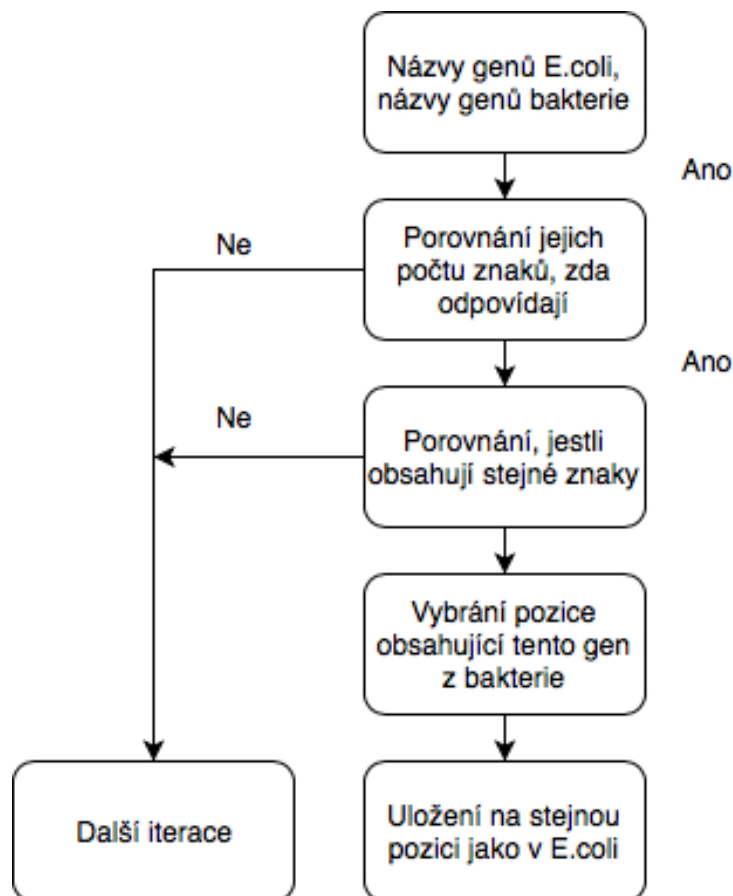 Názvy genů E.coli,
názvy genů bakterie
Ano
Ne
Porovnání jejich
počtu znaků, zda
odpovídají
Ano
Ne
Porovnání, jestli
obsahují stejné znaky
Vybrání pozice
obsahující tento gen
z bakterie
Další iterace
Uložení na stejnou
pozici jako v E.coli